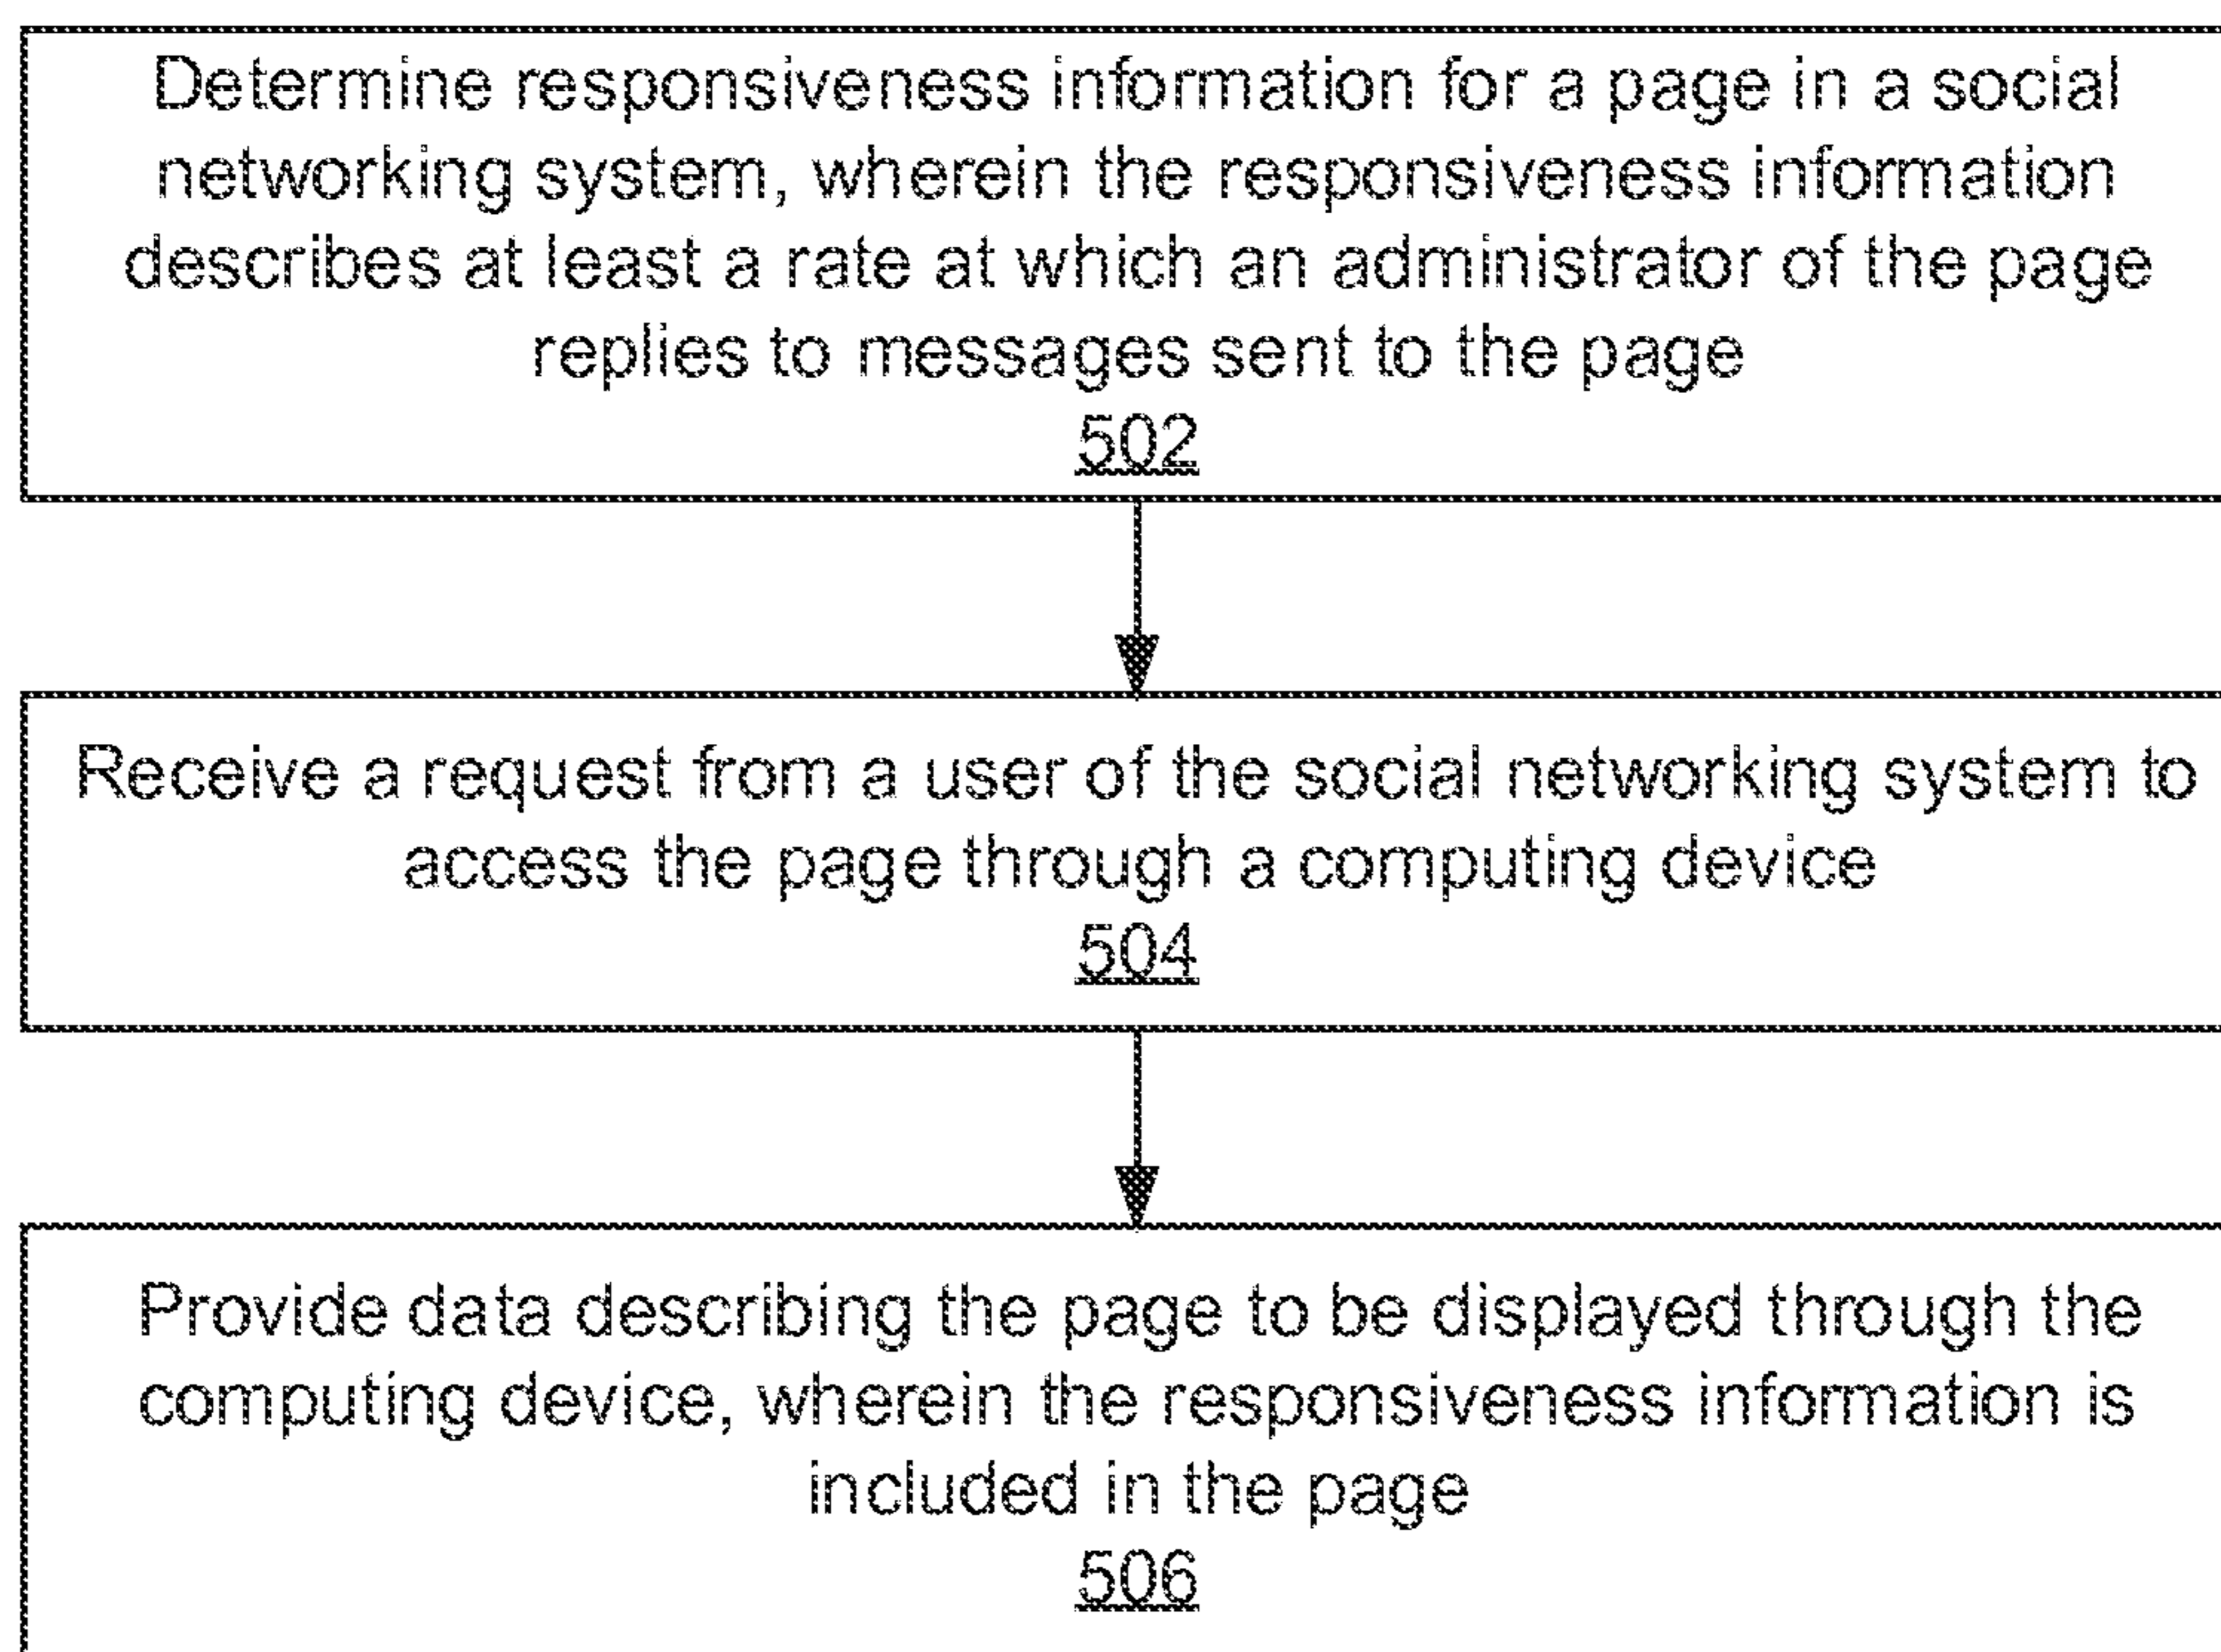 Determine responsiveness information for a page in a social
networking system, wherein the responsiveness information
describes at least a rate at which an administrator of the page
replies to messages sent to the page
502
Receive a request from a user of the social networking system to
access the page through a computing device
504
Provide data describing the page to be displayed through the
computing device, wherein the responsiveness information is
included in the page
506